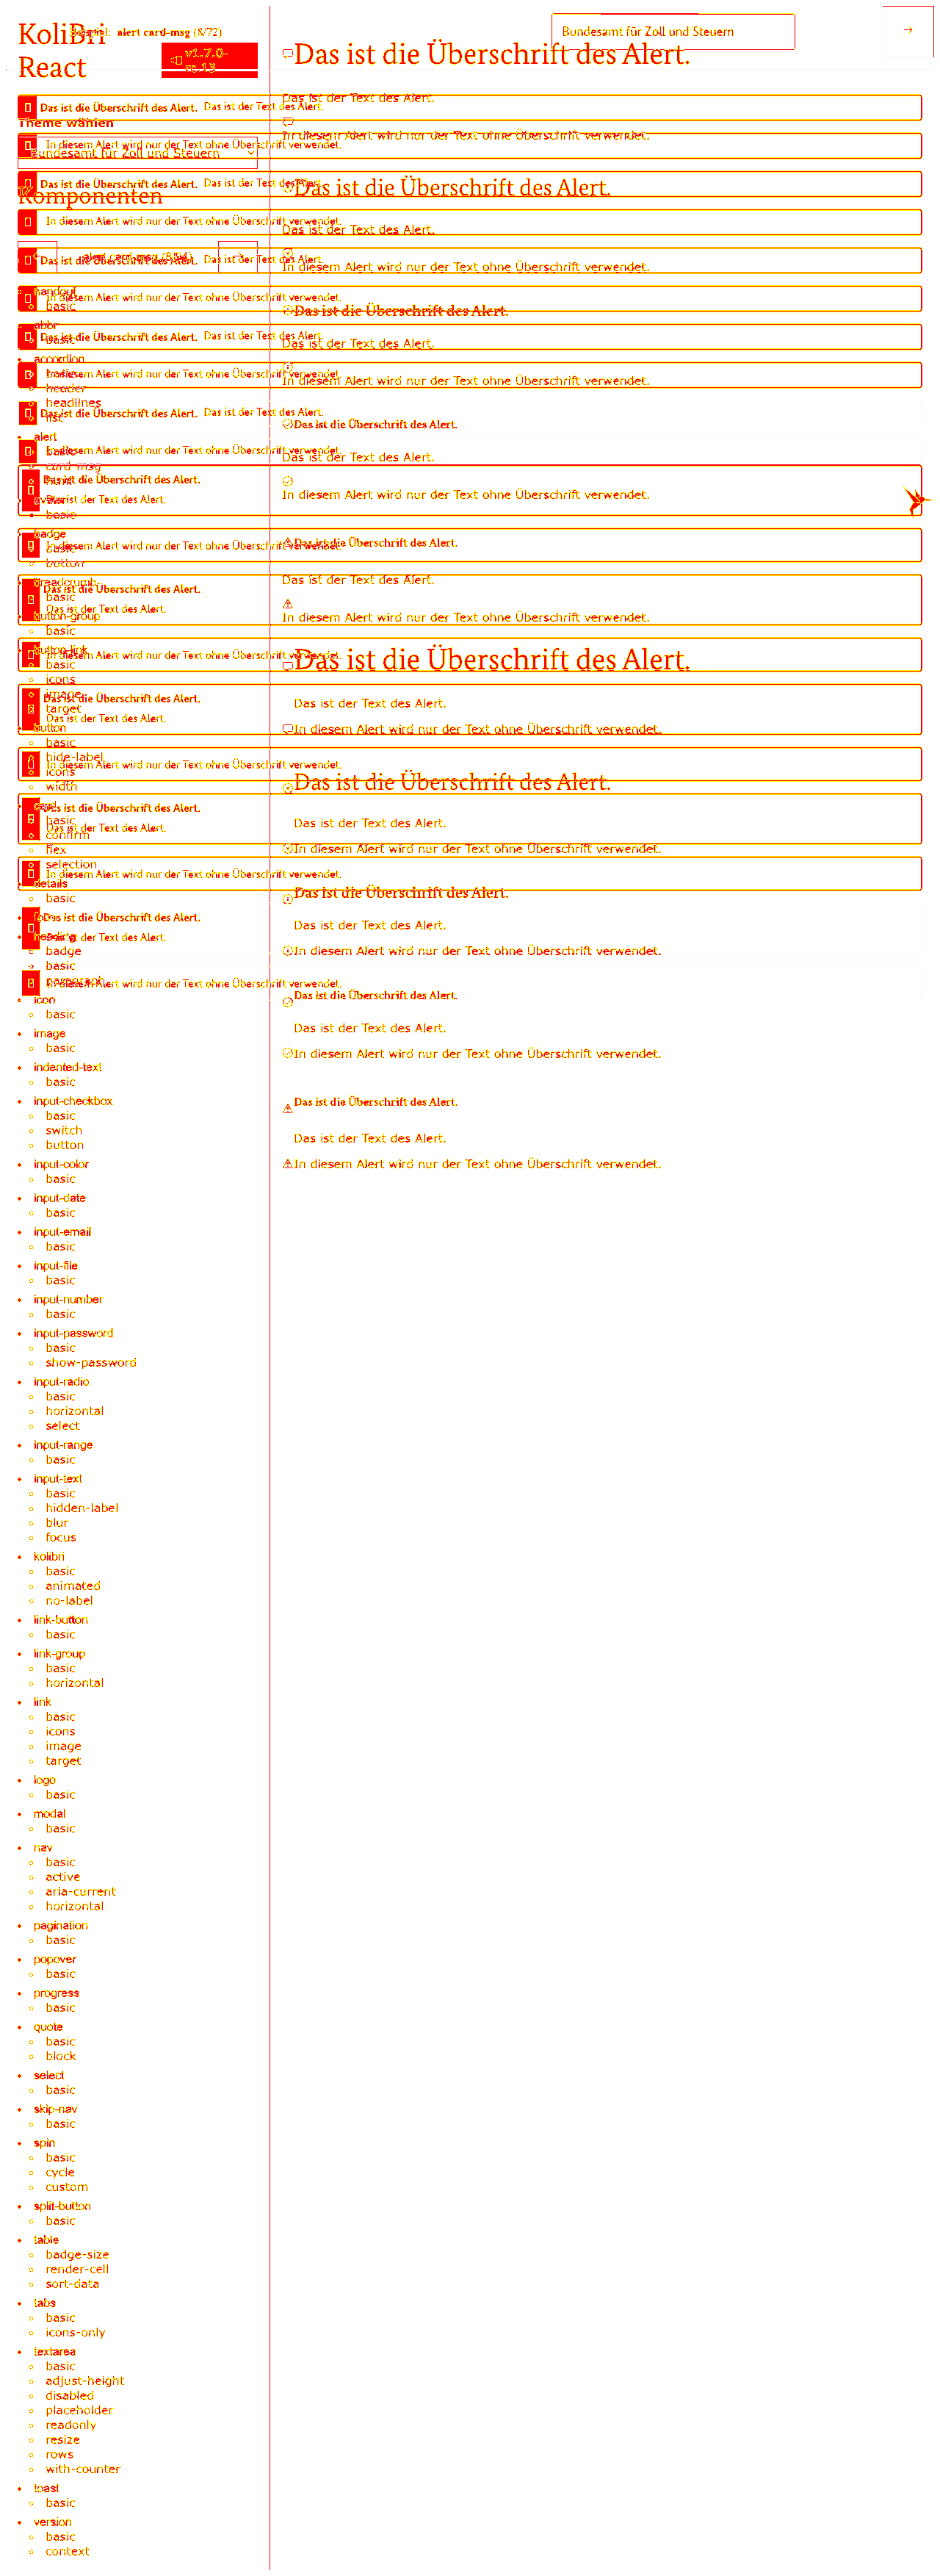 KoliBri
React
Beispiel: alert card-msg (8/72)
v1.7.0-
rc.13
Bundesamt für Zoll und Steuern
→
Das ist die Überschrift des Alert. Das ist der Text des Alert.
Theme wählen
In diesem Alert wird nur der Text ohne Überschrift verwendet.
Bundesamt für Zoll und Steuern
Das ist die Überschrift des Alert. Das ist der Text des Alert.
Komponenten
In diesem Alert wird nur der Text ohne Überschrift verwendet.
alert card-msg (8/94)
Das ist die Überschrift des Alert. Das ist der Text des Alert.
handout
In diesem Alert wird nur der Text ohne Überschrift verwendet.
basic
abbr
Das ist die Überschrift des Alert. Das ist der Text des Alert.
basic
accordion
In diesem Alert wird nur der Text ohne Überschrift verwendet.
header
headlines
Das ist die Überschrift des Alert. Das ist der Text des Alert.
list
alert
In diesem Alert wird nur der Text ohne Überschrift verwendet.
basic
card-msg
Das ist die Überschrift des Alert.
Das ist der Text des Alert.
basic
badge
In diesem Alert wird nur der Text ohne Überschrift verwendet.
basic
button
breadcrumb
Das ist die Überschrift des Alert.
basic
Das ist der Text des Alert.
button-group
basic
button-link
In diesem Alert wird nur der Text ohne Überschrift verwendet.
basic
icons
image
Das ist die Überschrift des Alert.
target
Das ist der Text des Alert.
button
basic
hide-label
In diesem Alert wird nur der Text ohne Überschrift verwendet.
icons
width
card
Das ist die Überschrift des Alert.
basic
Das ist der Text des Alert.
confirm
flex
selection
In diesem Alert wird nur der Text ohne Überschrift verwendet.
details
basic
Das ist die Überschrift des Alert.
heading
Das ist der Text des Alert.
badge
basic
paragraph
In diesem Alert wird nur der Text ohne Überschrift verwendet.
icon
basic
image
basic
indented-text
basic
input-checkbox
basic
switch
button
input-color
basic
input-date
basic
input-email
basic
input-file
basic
input-number
basic
input-password
basic
show-password
input-radio
basic
horizontal
select
input-range
basic
input-text
basic
hidden-label
blur
focus
kolibri
basic
animated
no-label
link-button
basic
link-group
basic
horizontal
link
basic
icons
image
target
logo
basic
modal
basic
nav
basic
active
aria-current
horizontal
pagination
basic
popover
basic
progress
basic
quote
basic
block
select
basic
skip-nav
basic
spin
basic
cycle
custom
split-button
basic
table
badge-size
render-cell
sort-data
tabs
basic
icons-only
textarea
basic
adjust-height
disabled
placeholder
readonly
resize
rows
with-counter
toast
basic
version
basic
context
Das ist die Überschrift des Alert.
Das ist der Text des Alert.
In diesem Alert wird nur der Text ohne Überschrift verwendet.
Das ist die Überschrift des Alert.
Das ist der Text des Alert.
In diesem Alert wird nur der Text ohne Überschrift verwendet.
Das ist die Überschrift des Alert.
Das ist der Text des Alert.
In diesem Alert wird nur der Text ohne Überschrift verwendet.
Das ist die Überschrift des Alert.
Das ist der Text des Alert.
In diesem Alert wird nur der Text ohne Überschrift verwendet.
Das ist die Überschrift des Alert.
Das ist der Text des Alert.
In diesem Alert wird nur der Text ohne Überschrift verwendet.
Das ist die Überschrift des Alert.
Das ist der Text des Alert.
In diesem Alert wird nur der Text ohne Überschrift verwendet.
Das ist die Überschrift des Alert.
Das ist der Text des Alert.
In diesem Alert wird nur der Text ohne Überschrift verwendet.
Das ist die Überschrift des Alert.
Das ist der Text des Alert.
In diesem Alert wird nur der Text ohne Überschrift verwendet.
Das ist die Überschrift des Alert.
Das ist der Text des Alert.
In diesem Alert wird nur der Text ohne Überschrift verwendet.
Das ist die Überschrift des Alert.
Das ist der Text des Alert.
In diesem Alert wird nur der Text ohne Überschrift verwendet.